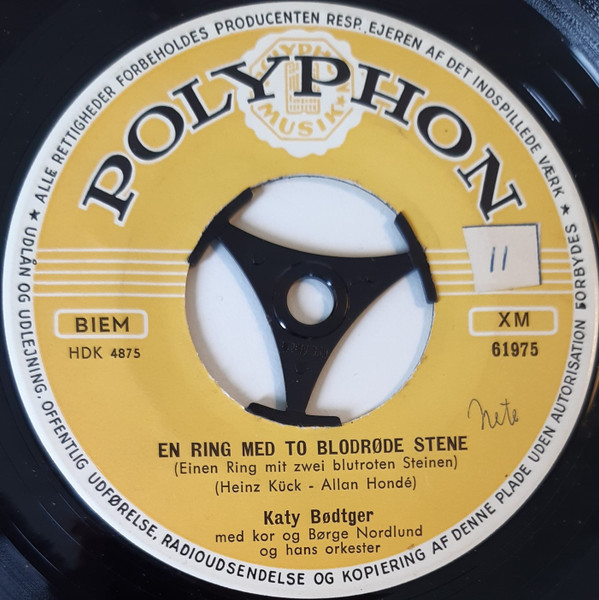 ★ ALLE RETTIGHEDER FORBEHOLDES PRODUCENTEN RESP. EJEREN AF DET INDSPILLEDE VÆRK ★
UDLÅN OG UDLEJNING, OFFENTLIG UDFØRELSE, RADIOUDSENDELSE OG KOPIERING AF DENNE PLADE UDEN AUTORISATION FORBYDES
POLYPHON
MUSIK
POLYPHON
11
BIEM
XM
HDK 4875
61975
Nete
EN RING MED TO BLODRØDE STENE
(Einen Ring mit zwei blutroten Steinen)
(Heinz Kück - Allan Hondé)
Katy Bødtger
med kor og Børge Nordlund
og hans orkester